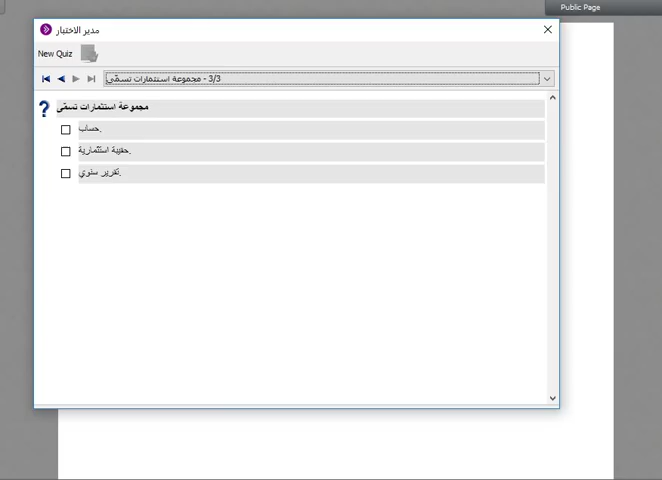 Public Page
مدير الاختبار
New Quiz
مجموعة استثمارات تسمّى - 3/3
مجموعة استثمارات تسمّى
حساب.
حقيبة استثمارية.
تقرير سنوي.